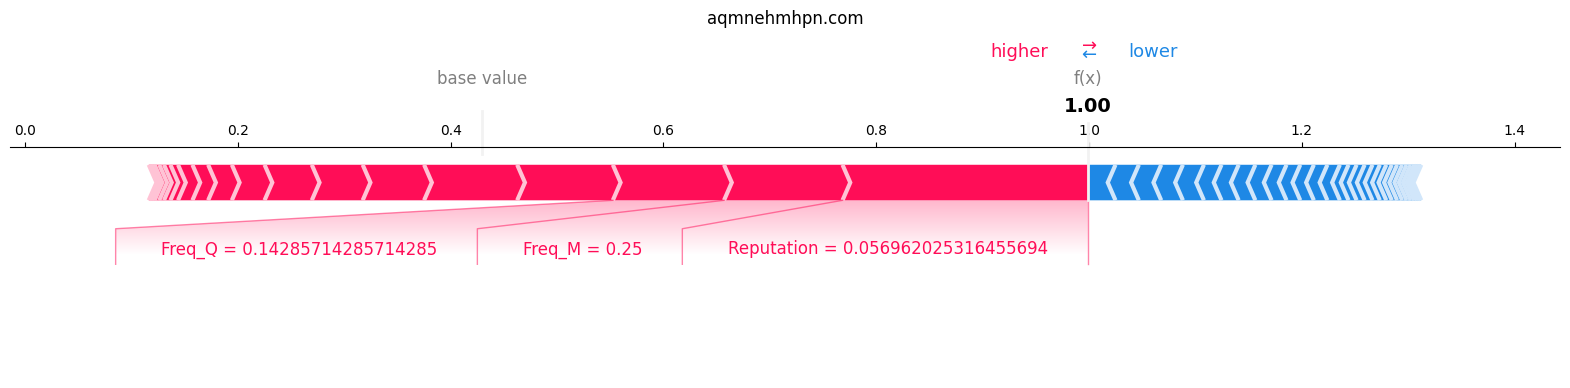 aqmnehmhpn.com
higher ⇄ lower
base value f(x)
1.00
0.0 0.2 0.4 0.6 0.8 1.0 1.2 1.4
Freq_Q = 0.14285714285714285 Freq_M = 0.25 Reputation = 0.056962025316455694